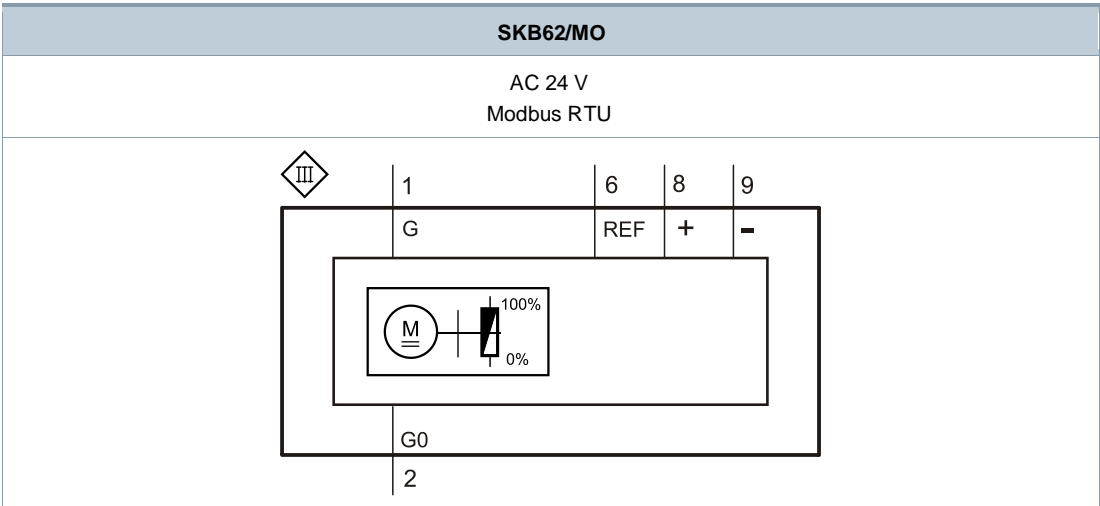 SKB62/MO
AC 24 V
Modbus RTU
III
1 6 8 9
G REF + -
M
100%
0%
G0
2